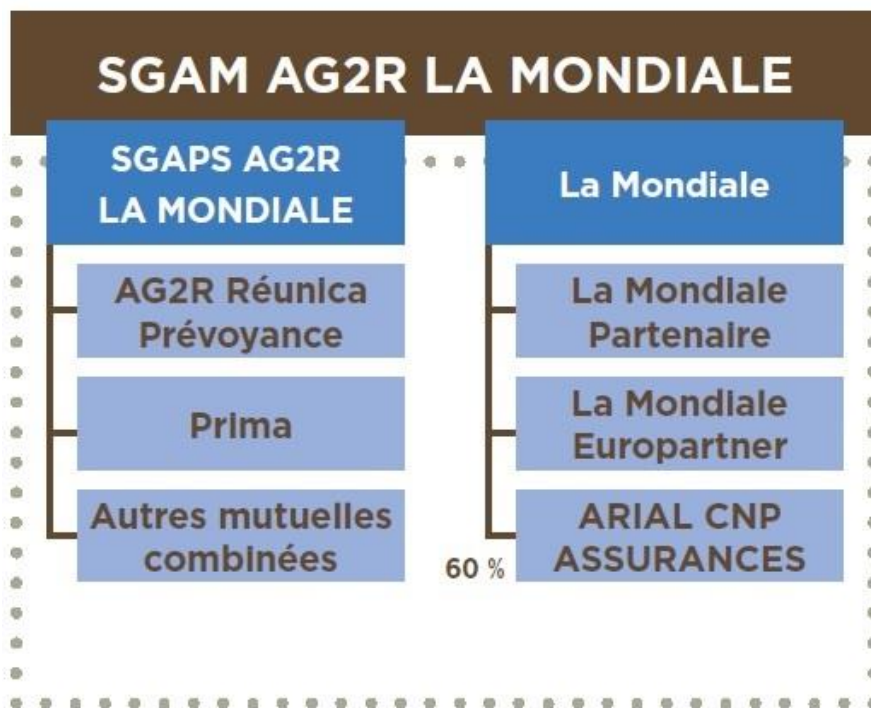 SGAM AG2R LA MONDIALE
SGAPS AG2R
LA MONDIALE
AG2R Réunica
Prévoyance
Prima
Autres mutuelles
combinées
La Mondiale
La Mondiale
Partenaire
La Mondiale
Europartner
60 %
ARIAL CNP
ASSURANCES